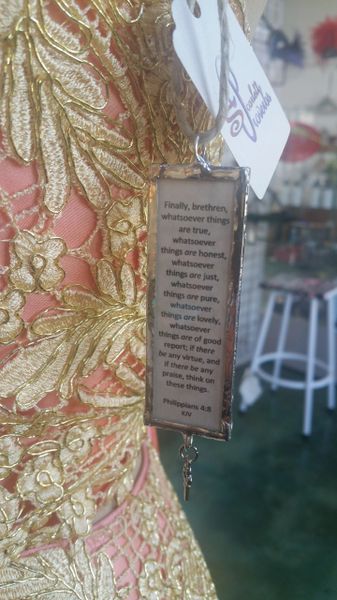 Scarlett
Victoria
Finally, brethren,
whatsoever things
are true,
whatsoever
things are honest,
whatsoever
things are just,
whatsoever
things are pure,
whatsoever
things are lovely,
whatsoever
things are of good
report; if there
be any virtue, and
if there be any
praise, think on
these things.
Philippians 4:8
KJV